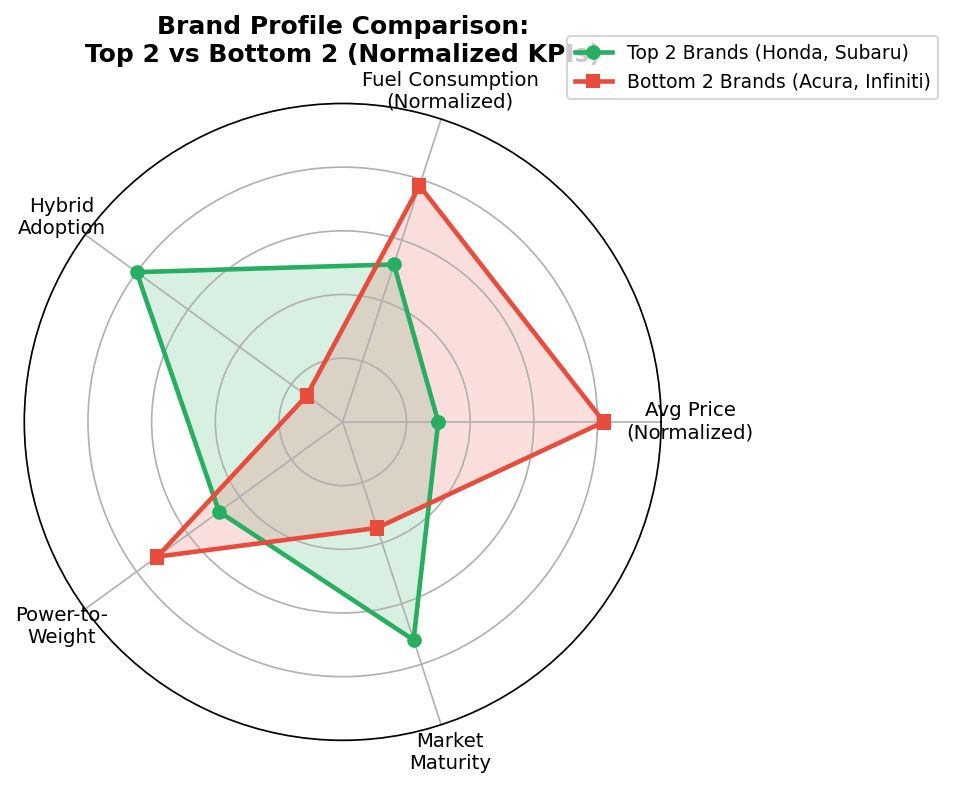 Brand Profile Comparison:
Top 2 vs Bottom 2 (Normalized KPIs)
Top 2 Brands (Honda, Subaru)
Bottom 2 Brands (Acura, Infiniti)
Fuel Consumption
(Normalized)
Hybrid
Adoption
Avg Price
(Normalized)
Power-to-
Weight
Market
Maturity